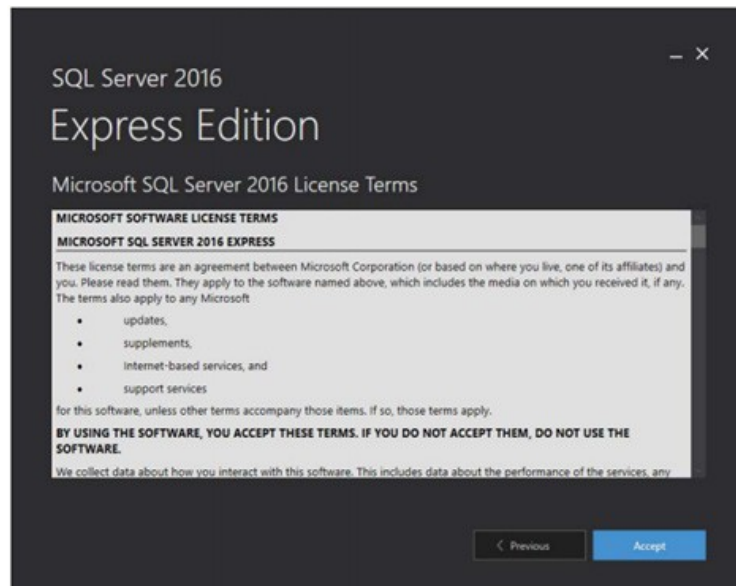 SQL Server 2016
Express Edition
Microsoft SQL Server 2016 License Terms
MICROSOFT SOFTWARE LICENSE TERMS
MICROSOFT SQL SERVER 2016 EXPRESS
These license terms are an agreement between Microsoft Corporation (or based on where you live, one of its affiliates) and
you. Please read them. They apply to the software named above, which includes the media on which you received it, if any.
The terms also apply to any Microsoft
• updates,
• supplements,
• Internet-based services, and
• support services
for this software, unless other terms accompany those items. If so, those terms apply.
BY USING THE SOFTWARE, YOU ACCEPT THESE TERMS. IF YOU DO NOT ACCEPT THEM, DO NOT USE THE
SOFTWARE.
We collect data about how you interact with this software. This includes data about the performance of the services, any
Previous
Accept